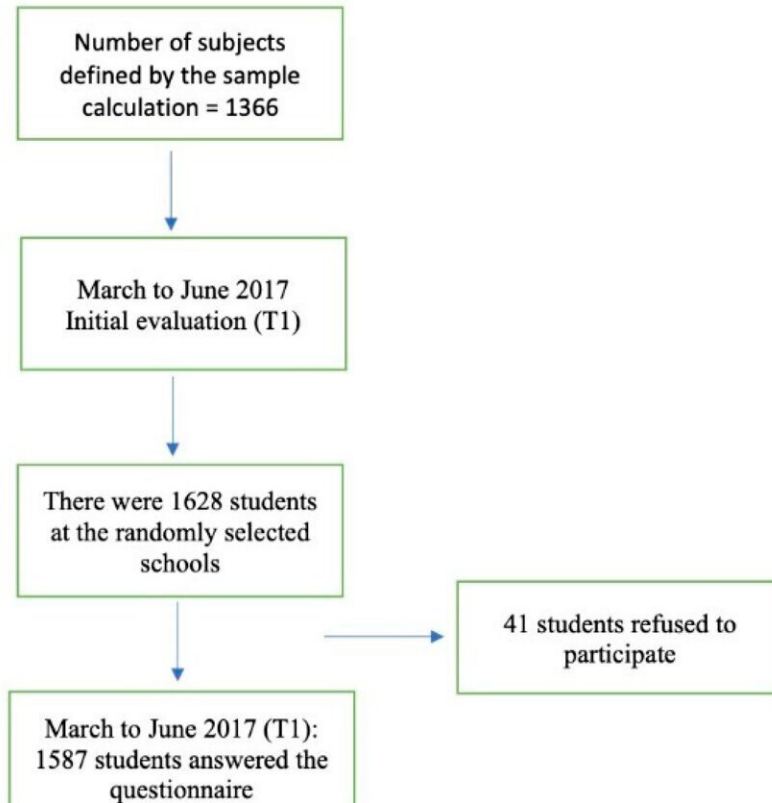 Number of subjects
defined by the sample
calculation = 1366
March to June 2017
Initial evaluation (T1)
There were 1628 students
at the randomly selected
schools
41 students refused to
participate
March to June 2017 (T1):
1587 students answered the
questionnaire